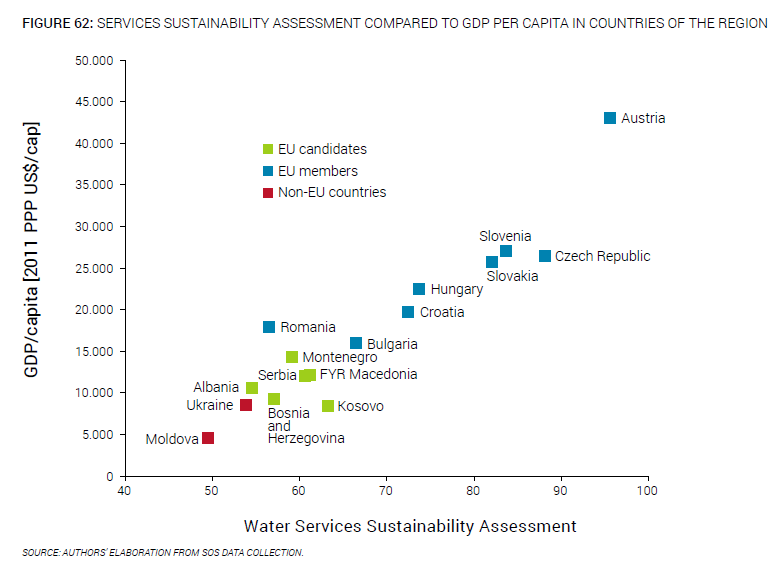 FIGURE 62: SERVICES SUSTAINABILITY ASSESSMENT COMPARED TO GDP PER CAPITA IN COUNTRIES OF THE REGION
GDP/capita [2011 PPP US$/cap]
50.000
45.000
40.000
35.000
30.000
25.000
20.000
15.000
10.000
5.000
0
EU candidates
EU members
Non-EU countries
Austria
Slovenia
Czech Republic
Slovakia
Hungary
Croatia
Romania
Bulgaria
Montenegro
Serbia
FYR Macedonia
Albania
Ukraine
Bosnia
and
Herzegovina
Kosovo
Moldova
40
50
60
70
80
90
100
Water Services Sustainability Assessment
SOURCE: AUTHORS' ELABORATION FROM SOS DATA COLLECTION.